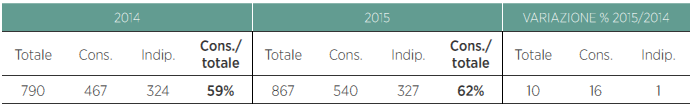 2014 2015 VARIAZIONE % 2015/2014
Totale Cons. Indip. Cons./totale Totale Cons. Indip. Cons./totale Totale Cons. Indip.
790 467 324 59% 867 540 327 62% 10 16 1